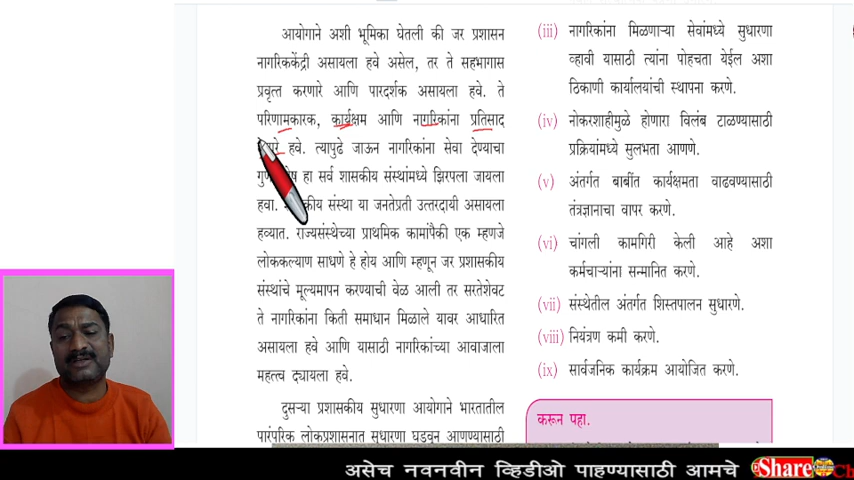 आयोगाने अशी भूमिका घेतली की जर प्रशासन
नागरिककेंद्री असायला हवे असेल, तर ते सहभागास
प्रवृत्त करणारे आणि पारदर्शक असायला हवे. ते
परिणामकारक, कार्यक्षम आणि नागरिकांना प्रतिसाद
हवे. त्यापुढे जाऊन नागरिकांना सेवा देण्याचा
हा सर्व शासकीय संस्थांमध्ये झिरपला जायला
हवा. संस्था या जनतेप्रती उत्तरदायी असायला
हव्यात. राज्यसंस्थेच्या प्राथमिक कामांपैकी एक म्हणजे
लोककल्याण साधणे हे होय आणि म्हणून जर प्रशासकीय
संस्थांचे मूल्यमापन करण्याची वेळ आली तर सरतेशेवट
ते नागरिकांना किती समाधान मिळाले यावर आधारित
असायला हवे आणि यासाठी नागरिकांच्या आवाजाला
महत्त्व द्यायला हवे.
दुसऱ्या प्रशासकीय सुधारणा आयोगाने भारतातील
पारंपरिक लोकप्रशासनात सुधारणा घडवून आणण्यासाठी
(iii) नागरिकांना मिळणाऱ्या सेवांमध्ये सुधारणा
व्हावी यासाठी त्यांना पोहचता येईल अशा
ठिकाणी कार्यालयांची स्थापना करणे.
(iv) नोकरशाहीमुळे होणारा विलंब टाळण्यासाठी
प्रक्रियांमध्ये सुलभता आणणे.
(v) अंतर्गत बाबींत कार्यक्षमता वाढवण्यासाठी
तंत्रज्ञानाचा वापर करणे.
(vi) चांगली कामगिरी केली आहे अशा
कर्मचाऱ्यांना सन्मानित करणे.
(vii) संस्थेतील अंतर्गत शिस्तपालन सुधारणे.
(viii) नियंत्रण कमी करणे.
(ix) सार्वजनिक कार्यक्रम आयोजित करणे.
करून पहा.
असेच नवनवीन व्हिडीओ पाहण्यासाठी आमचे Share Ch